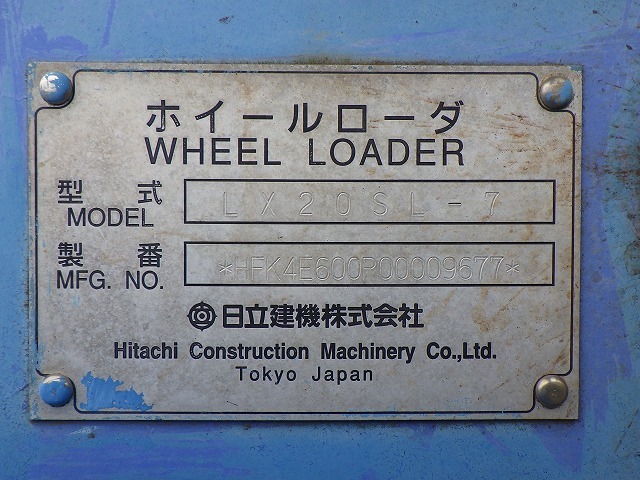 ホイールローダ
WHEEL LOADER
型式 LX20SL-7
MODEL
製番 *HFK4E600P00009677*
MFG. NO.
日立建機株式会社
Hitachi Construction Machinery Co.,Ltd.
Tokyo Japan